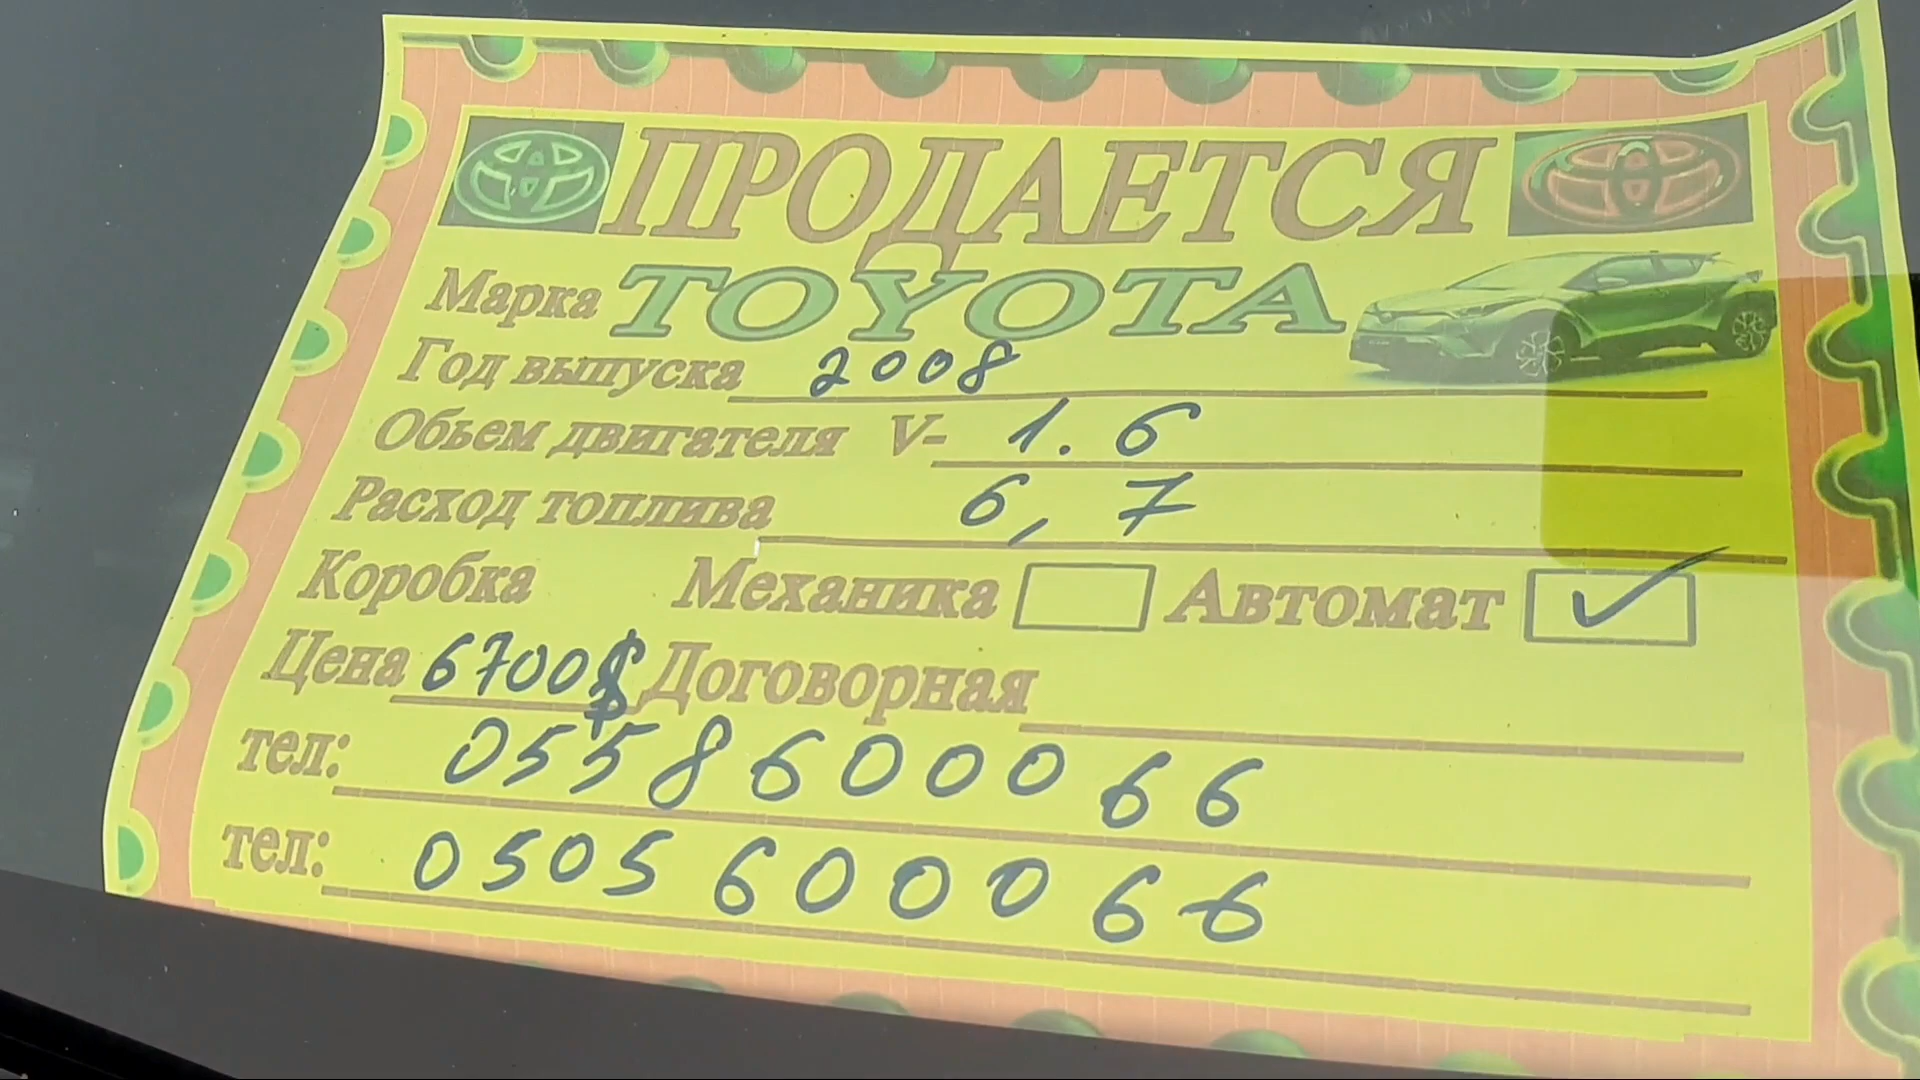 ПРОДАЕТСЯ
Марка TOYOTA
Год выпуска 2008
Обьем двигателя V- 1.6
Расход топлива 6,7
Коробка Механика Автомат ✓
Цена 6700$ Договорная
тел: 0558600066
тел: 0505600066